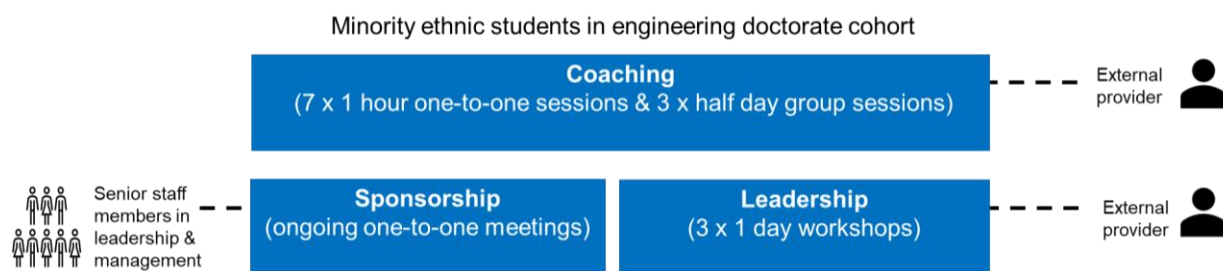 Minority ethnic students in engineering doctorate cohort
Coaching
(7 x 1 hour one-to-one sessions & 3 x half day group sessions)
External
provider
Senior staff
members in
leadership &
management
Sponsorship
(ongoing one-to-one meetings)
Leadership
(3 x 1 day workshops)
External
provider